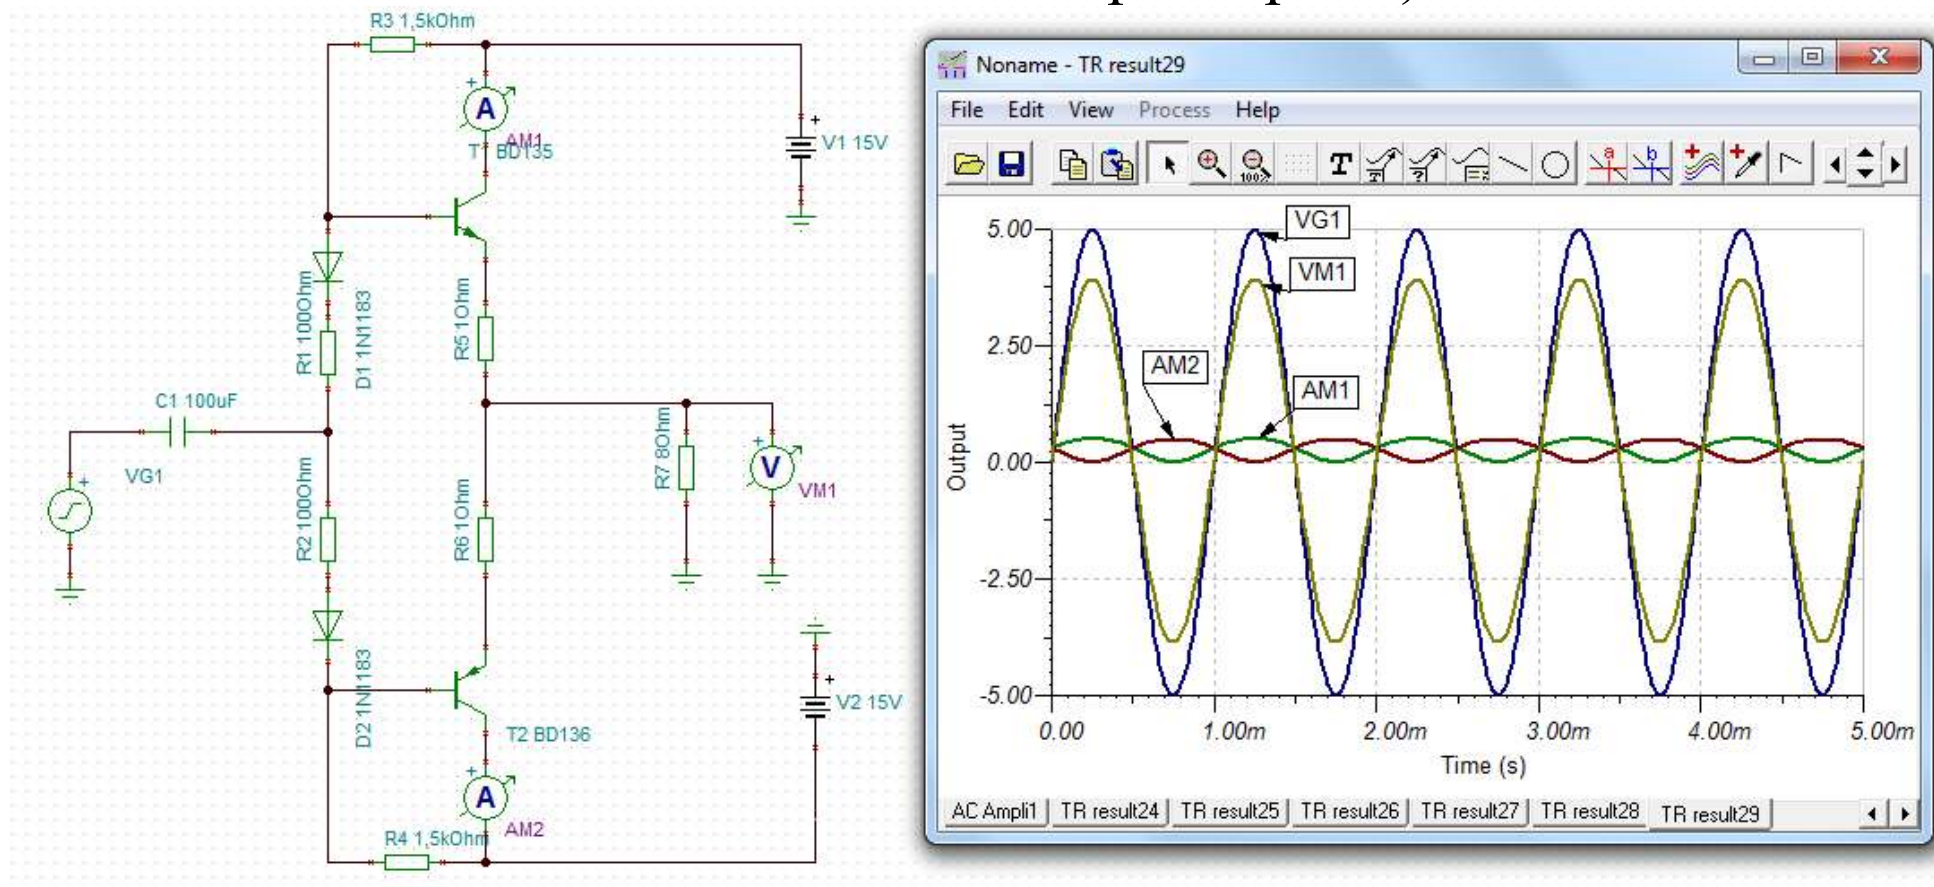 R3 1,5kOhm
A
AM1
T BD135
V1 15V
R1 100Ohm
D1 1N1183
R5 1Ohm
C1 100uF
VG1
R2 100Ohm
R6 1Ohm
R7 8Ohm
V
VM1
D2 1N1183
T2 BD136
V2 15V
A
AM2
R4 1,5kOhm
Noname - TR result29
File Edit View Process Help
100%
T
a
b
VG1
VM1
AM2
AM1
Output
5.00
2.50
0.00
-2.50
-5.00
0.00 1.00m 2.00m 3.00m 4.00m 5.00m
Time (s)
AC Ampli1 TR result24 TR result25 TR result26 TR result27 TR result28 TR result29